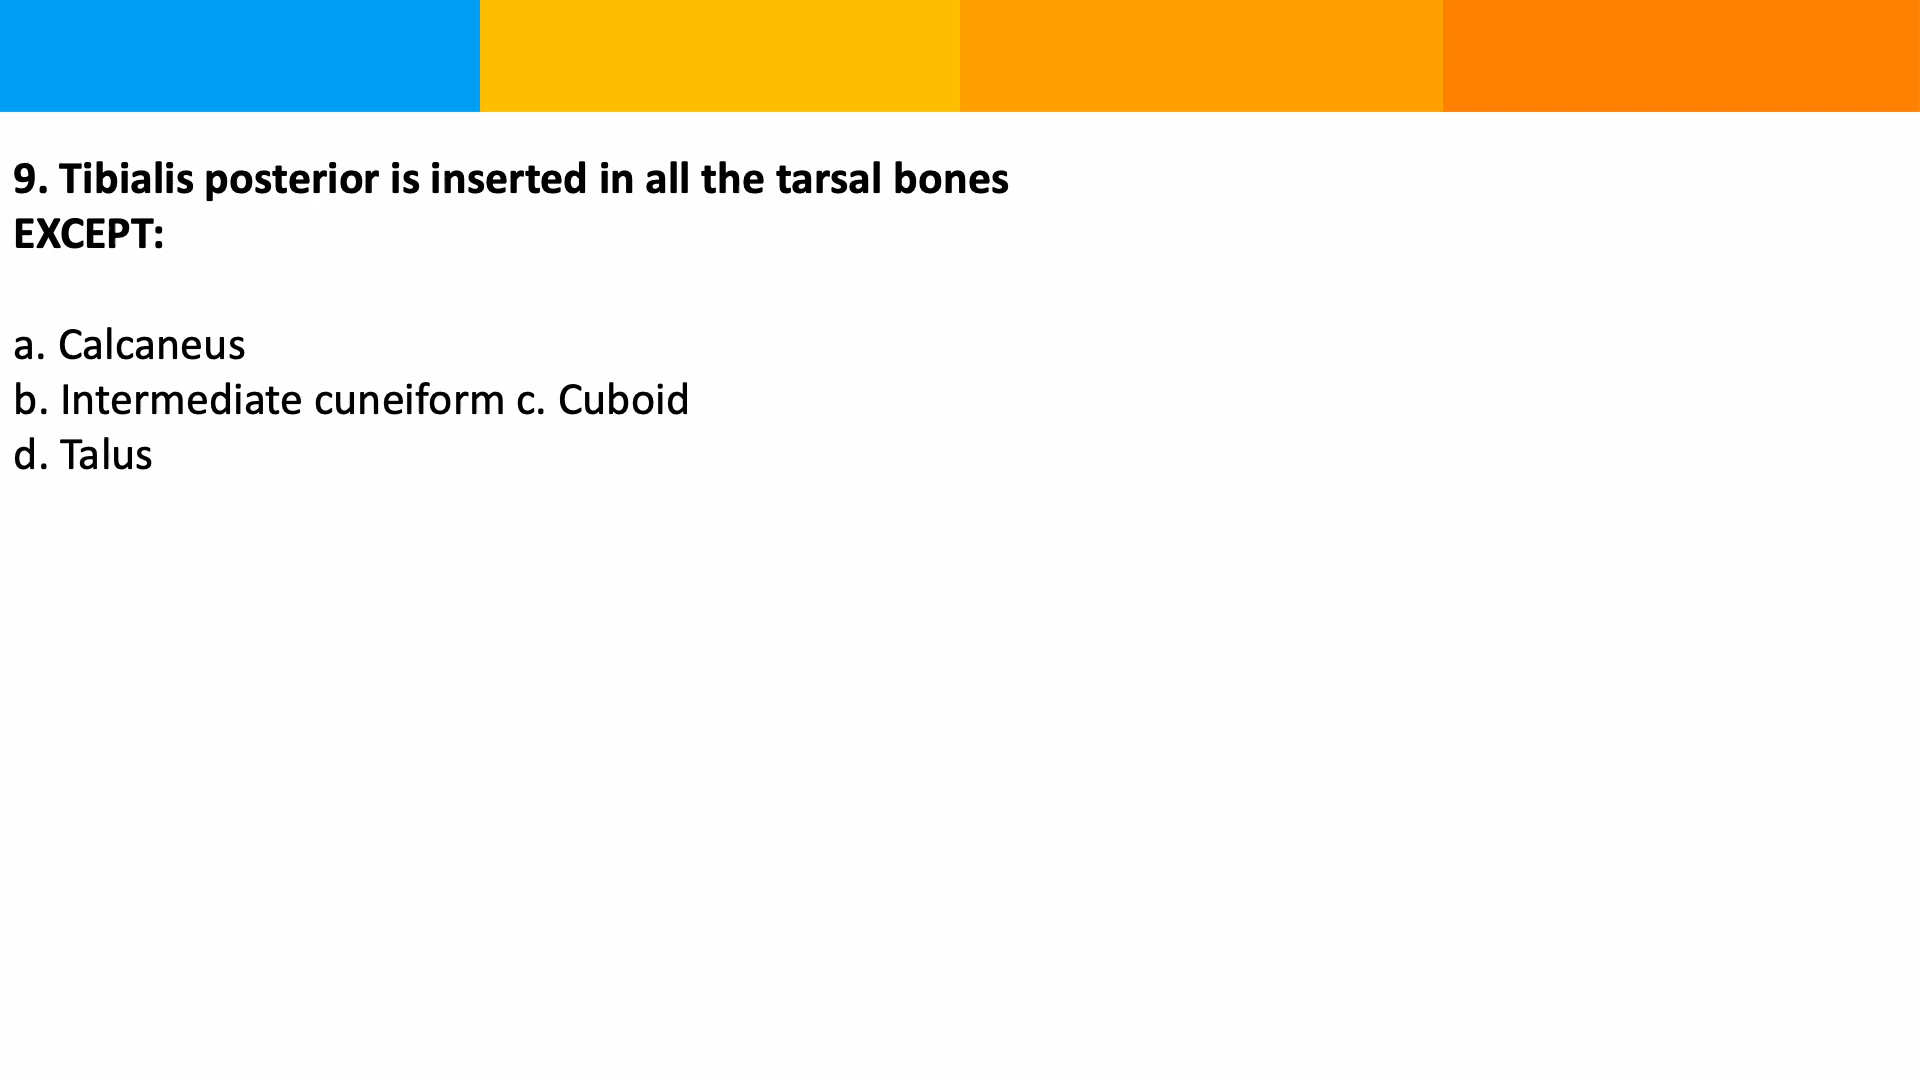 9. Tibialis posterior is inserted in all the tarsal bones
EXCEPT:
a. Calcaneus
b. Intermediate cuneiform c. Cuboid
d. Talus